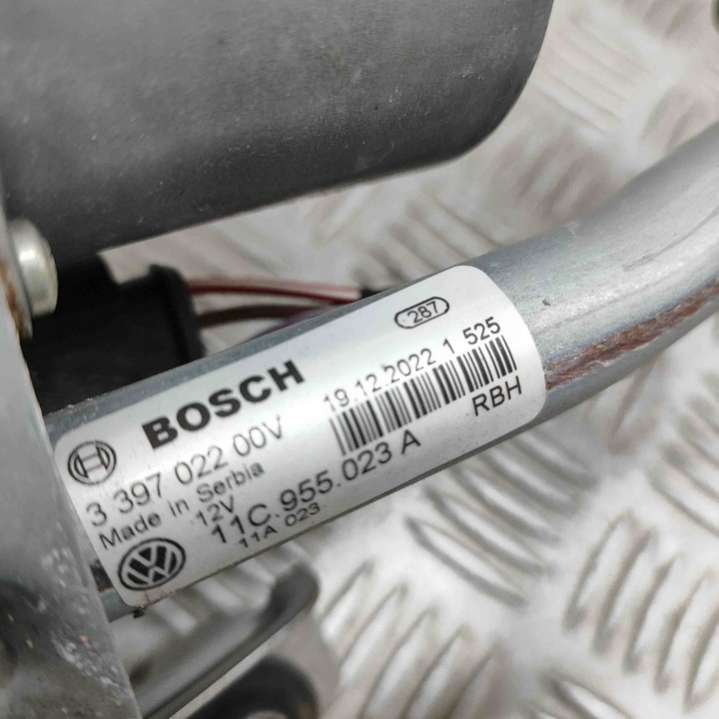 287
BOSCH
19.12.2022 1 525
3 397 022 00V
RBH
Made in Serbia
12V
11C.955.023 A
11A 023